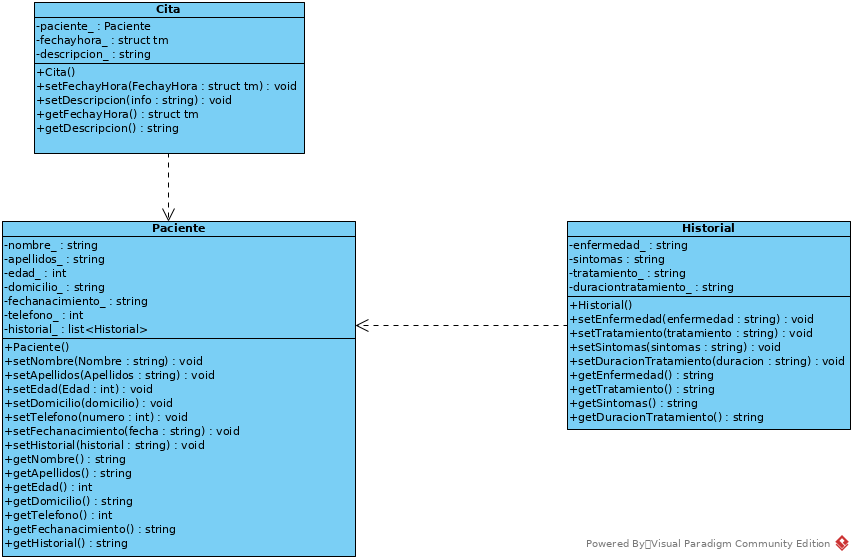 Cita
-paciente_ : Paciente
-fechayhora_ : struct tm
-descripcion_ : string
+Cita()
+setFechayHora(FechayHora : struct tm) : void
+setDescripcion(info : string) : void
+getFechayHora() : struct tm
+getDescripcion() : string
Paciente
-nombre_ : string
-apellidos_ : string
-edad_ : int
-domicilio_ : string
-fechanacimiento_ : string
-telefono_ : int
-historial_ : list<Historial>
+Paciente()
+setNombre(Nombre : string) : void
+setApellidos(Apellidos : string) : void
+setEdad(Edad : int) : void
+setDomicilio(domicilio) : void
+setTelefono(numero : int) : void
+setFechanacimiento(fecha : string) : void
+setHistorial(historial : string) : void
+getNombre() : string
+getApellidos() : string
+getEdad() : int
+getDomicilio() : string
+getTelefono() : int
+getFechanacimiento() : string
+getHistorial() : string
Historial
-enfermedad_ : string
-sintomas : string
-tratamiento_ : string
-duraciontratamiento_ : string
+Historial()
+setEnfermedad(enfermedad : string) : void
+setTratamiento(tratamiento : string) : void
+setSintomas(sintomas : string) : void
+setDuracionTratamiento(duracion : string) : void
+getEnfermedad() : string
+getTratamiento() : string
+getSintomas() : string
+getDuracionTratamiento() : string
Powered By Visual Paradigm Community Edition